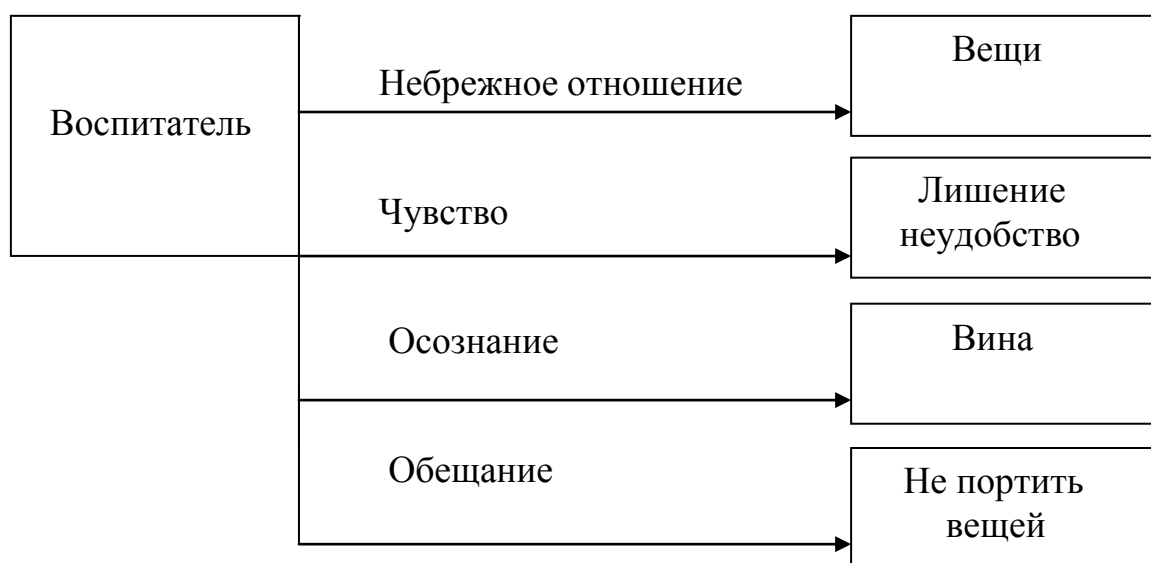 Воспитатель
Небрежное отношение
Вещи
Чувство
Лишение
неудобство
Осознание
Вина
Обещание
Не портить
вещей